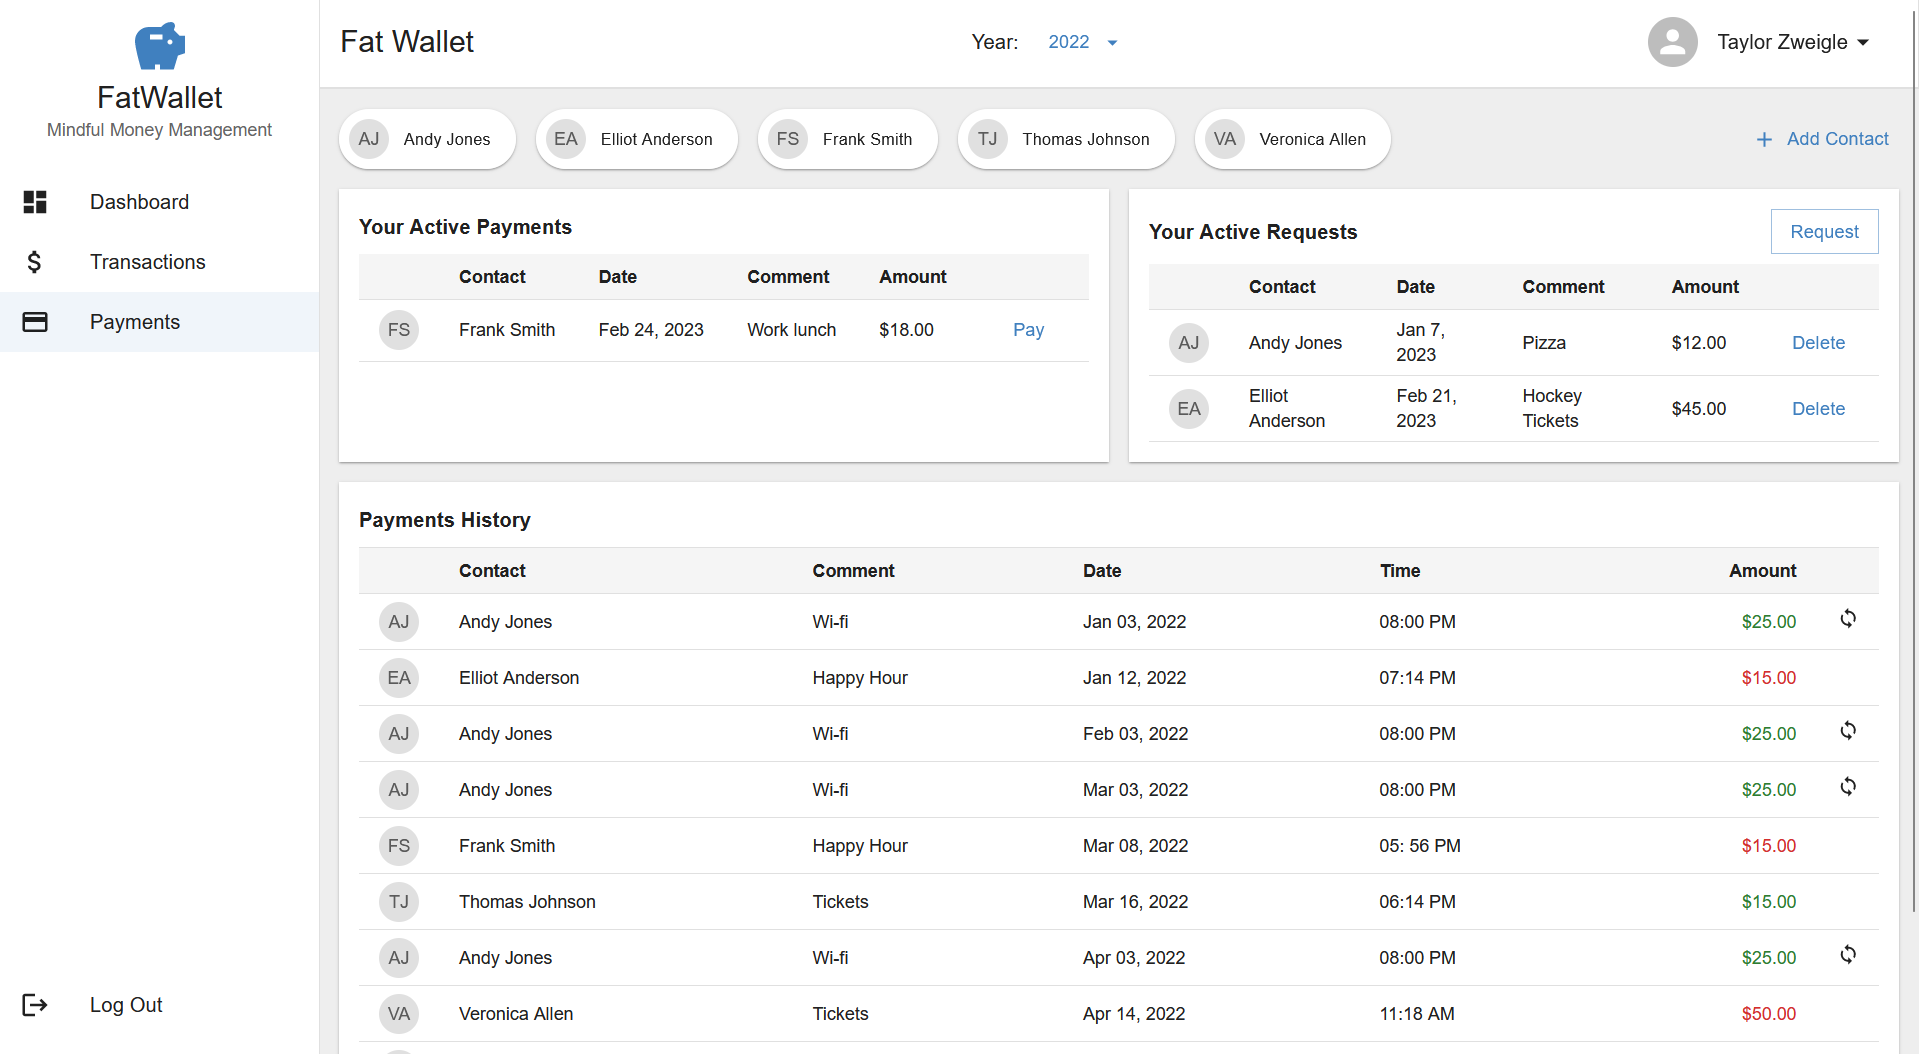 FatWallet
Mindful Money Management
Dashboard
Transactions
Payments
Log Out
Fat Wallet
Year: 2022
Taylor Zweigle
AJ Andy Jones
EA Elliot Anderson
FS Frank Smith
TJ Thomas Johnson
VA Veronica Allen
+ Add Contact
Your Active Payments
Contact Date Comment Amount
FS Frank Smith Feb 24, 2023 Work lunch $18.00 Pay
Your Active Requests
Request
Contact Date Comment Amount
AJ Andy Jones Jan 7,
2023 Pizza $12.00 Delete
EA Elliot
Anderson Feb 21,
2023 Hockey
Tickets $45.00 Delete
Payments History
Contact Comment Date Time Amount
AJ Andy Jones Wi-fi Jan 03, 2022 08:00 PM $25.00
EA Elliot Anderson Happy Hour Jan 12, 2022 07:14 PM $15.00
AJ Andy Jones Wi-fi Feb 03, 2022 08:00 PM $25.00
AJ Andy Jones Wi-fi Mar 03, 2022 08:00 PM $25.00
FS Frank Smith Happy Hour Mar 08, 2022 05: 56 PM $15.00
TJ Thomas Johnson Tickets Mar 16, 2022 06:14 PM $15.00
AJ Andy Jones Wi-fi Apr 03, 2022 08:00 PM $25.00
VA Veronica Allen Tickets Apr 14, 2022 11:18 AM $50.00